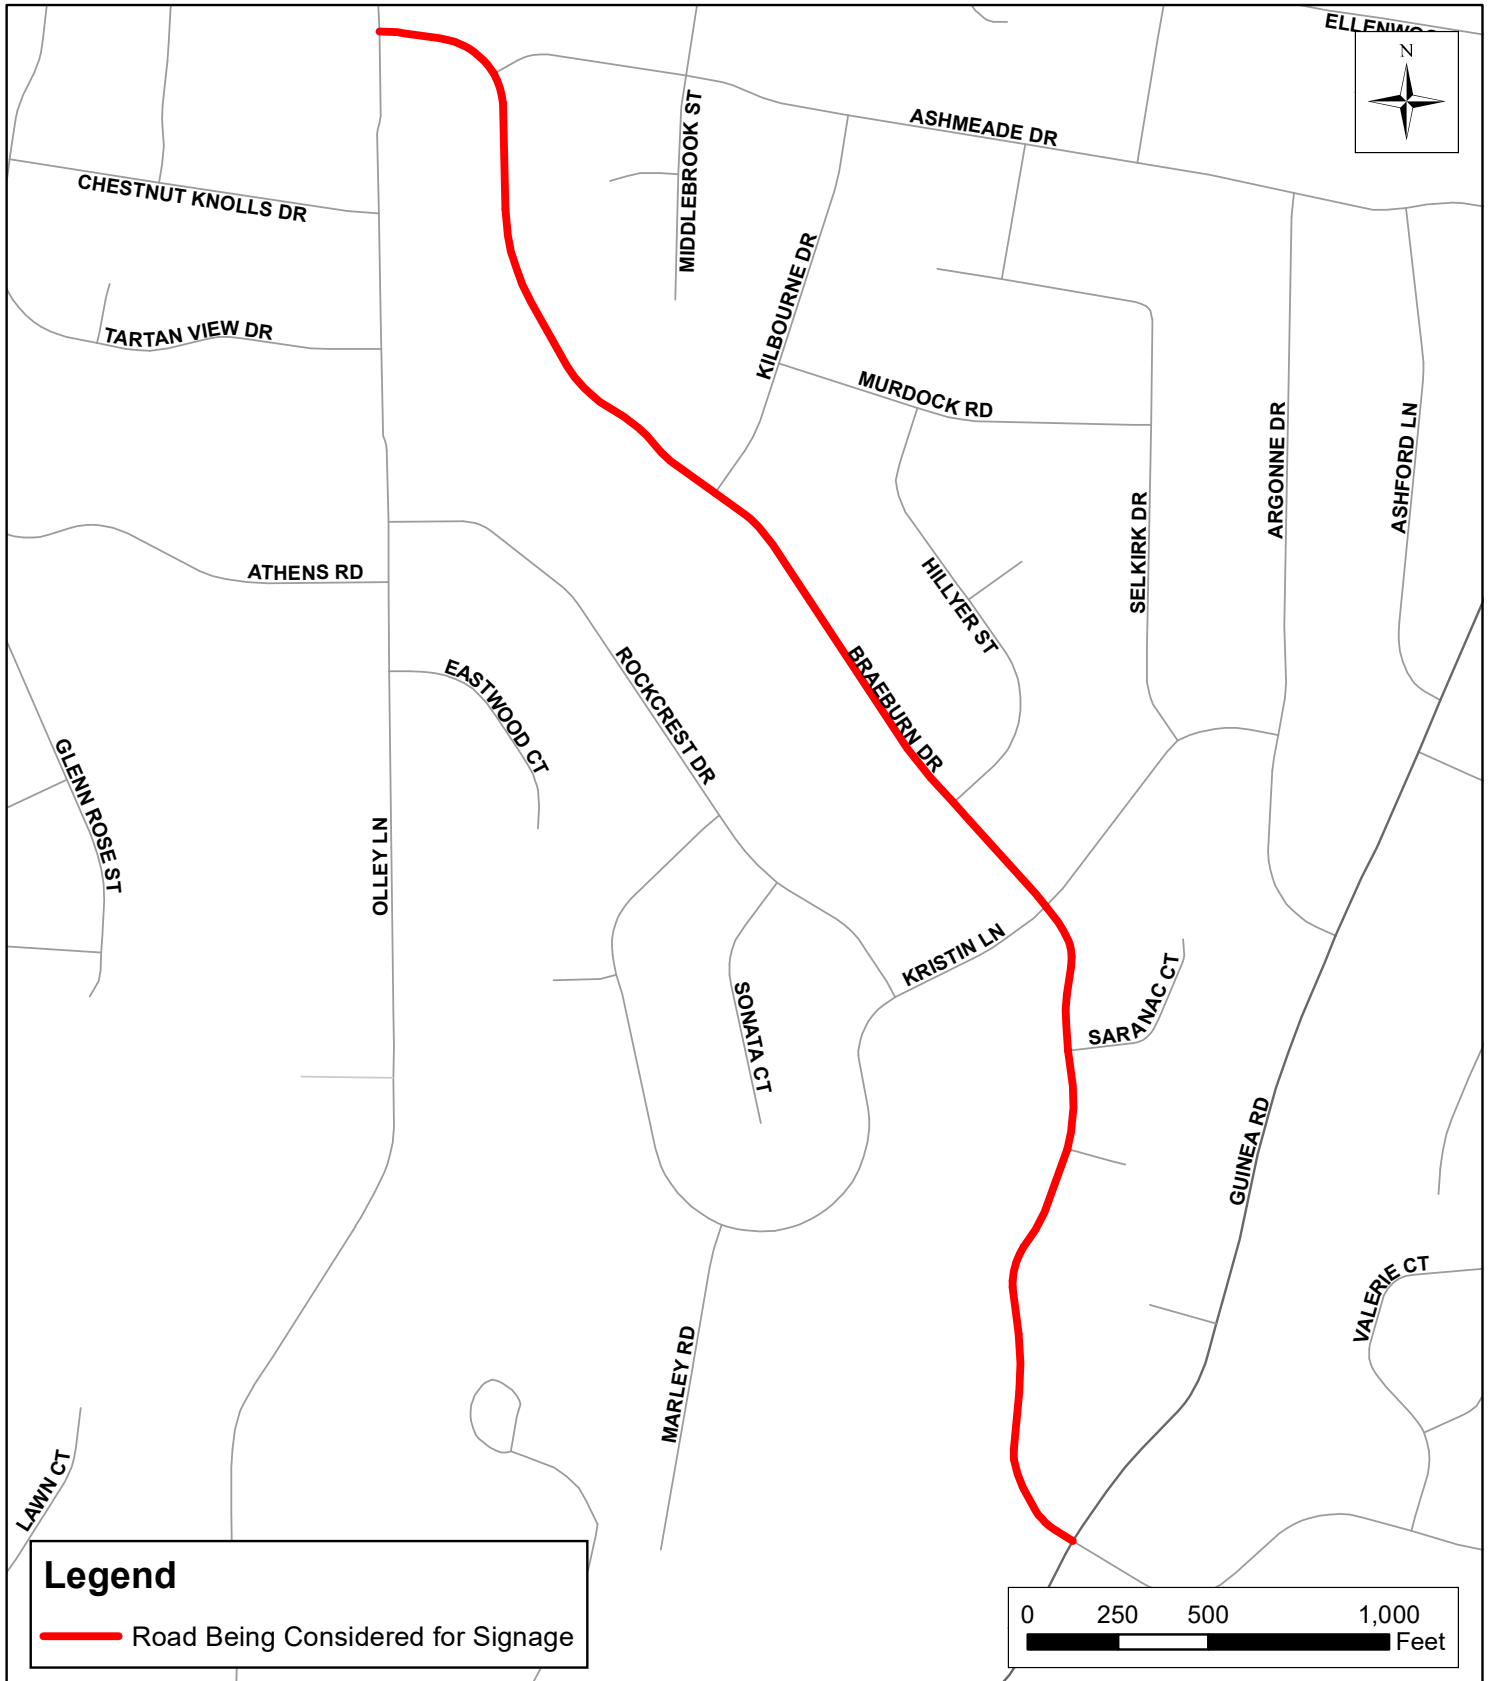 ELLENWOO
N
ASHMEADE DR
MIDDLEBROOK ST
CHESTNUT KNOLLS DR
KILBOURNE DR
TARTAN VIEW DR
MURDOCK RD
ARGONNE DR
ASHFORD LN
SELKIRK DR
ATHENS RD
HILLYER ST
BRAEBURN DR
ROCKCREST DR
EASTWOOD CT
GLENN ROSE ST
OLLEY LN
KRISTIN LN
SARANAC CT
SONATA CT
GUINEA RD
VALERIE CT
MARLEY RD
LAWN CT
Legend
Road Being Considered for Signage
0 250 500 1,000
Feet